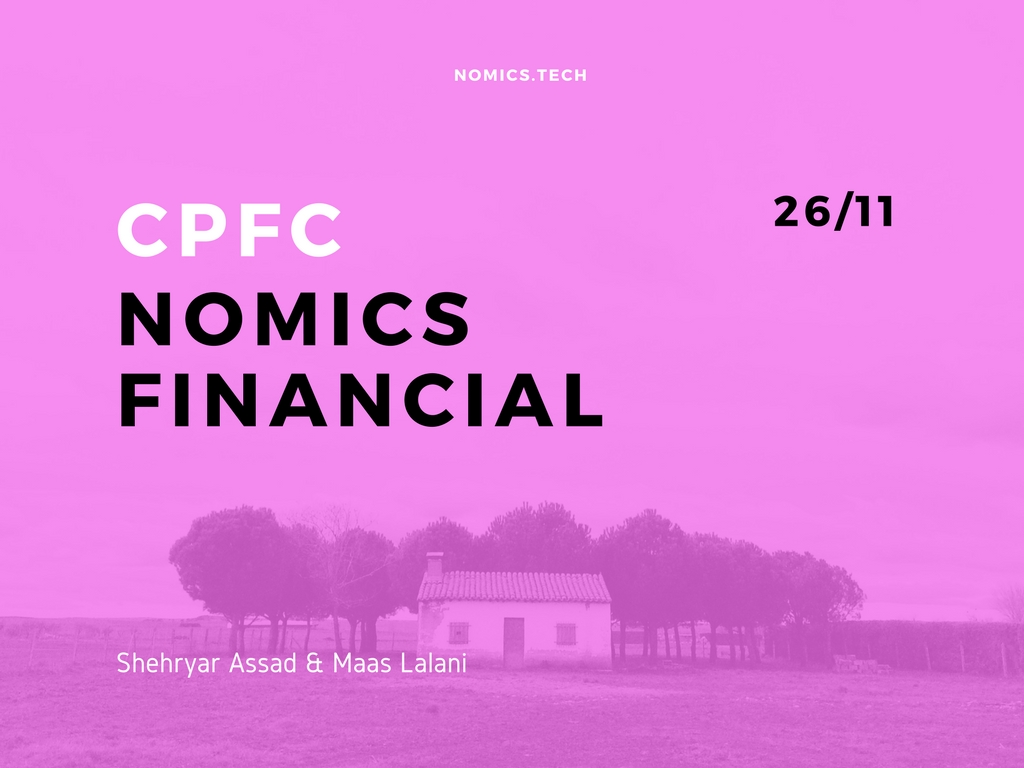 NOMICS.TECH
CPFC
26/11
NOMICS
FINANCIAL
Shehryar Assad & Maas Lalani